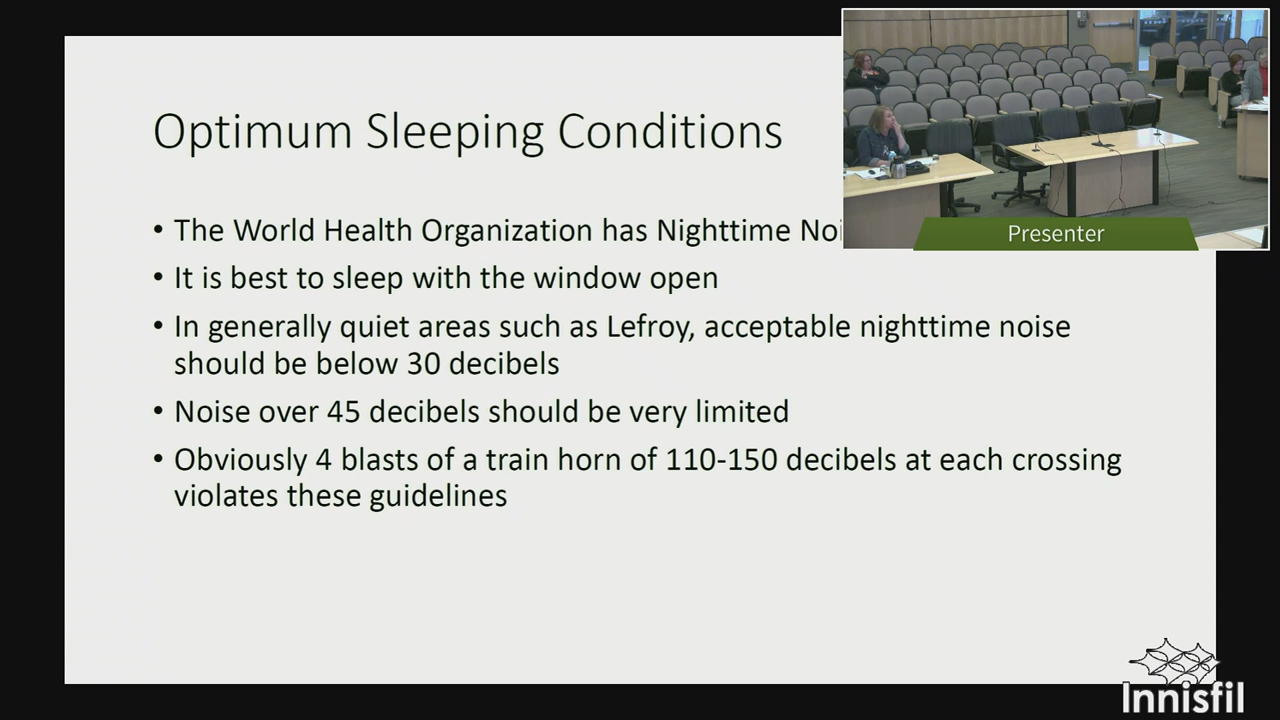 Optimum Sleeping Conditions
• The World Health Organization has Nighttime
• It is best to sleep with the window open
• In generally quiet areas such as Lefroy, acceptable nighttime noise
should be below 30 decibels
• Noise over 45 decibels should be very limited
• Obviously 4 blasts of a train horn of 110-150 decibels at each crossing
violates these guidelines
Presenter
Innisfil